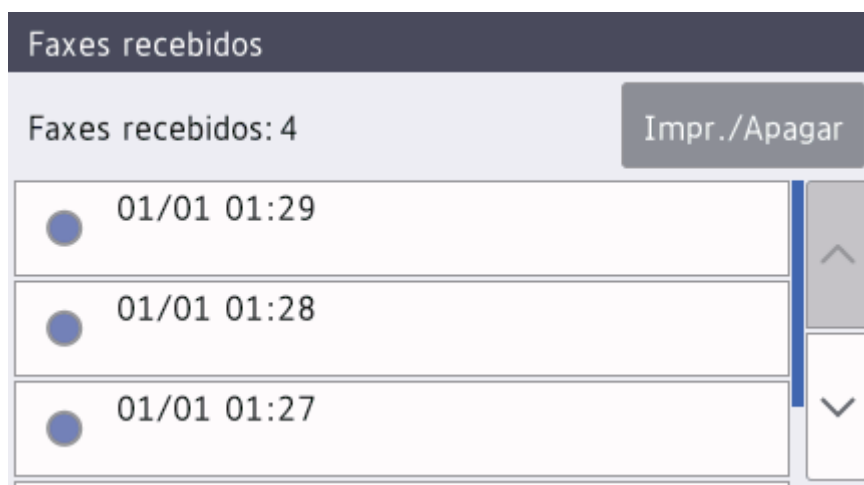 Faxes recebidos
Faxes recebidos: 4
Impr./Apagar
01/01 01:29
01/01 01:28
01/01 01:27